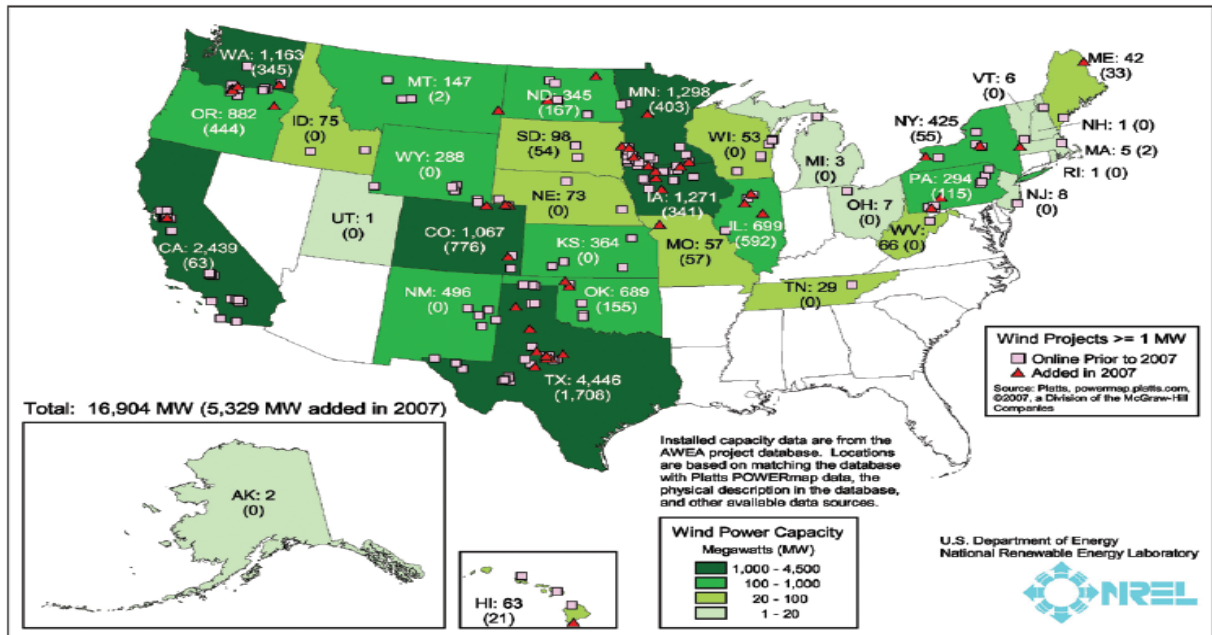 WA: 1,163
(345)
MT: 147
(2)
ND: 345
(167)
MN: 1,298
(403)
ME: 42
(33)
VT: 6
(0)
OR: 882
(444)
ID: 75
(0)
SD: 98
(54)
WI: 53
(0)
NY: 425
(55)
NH: 1 (0)
WY: 288
(0)
MI: 3
(0)
MA: 5 (2)
RI: 1 (0)
NE: 73
(0)
IA: 1,271
(341)
PA: 294
(115)
NJ: 8
(0)
UT: 1
(0)
OH: 7
(0)
IL: 699
(592)
CA: 2,439
(63)
CO: 1,067
(776)
KS: 364
(0)
MO: 57
(57)
WV:
66 (0)
NM: 496
(0)
OK: 689
(155)
TN: 29
(0)
TX: 4,446
(1,708)
Wind Projects >= 1 MW
Online Prior to 2007
Added in 2007
Source: Platts, powermap.platts.com,
©2007, a Division of the McGraw-Hill
Companies
Total: 16,904 MW (5,329 MW added in 2007)
Installed capacity data are from the
AWEA project database. Locations
are based on matching the database
with Platts POWERmap data, the
physical description in the database,
and other available data sources.
AK: 2
(0)
HI: 63
(21)
Wind Power Capacity
Megawatts (MW)
1,000 - 4,500
100 - 1,000
20 - 100
1 - 20
U.S. Department of Energy
National Renewable Energy Laboratory
NREL